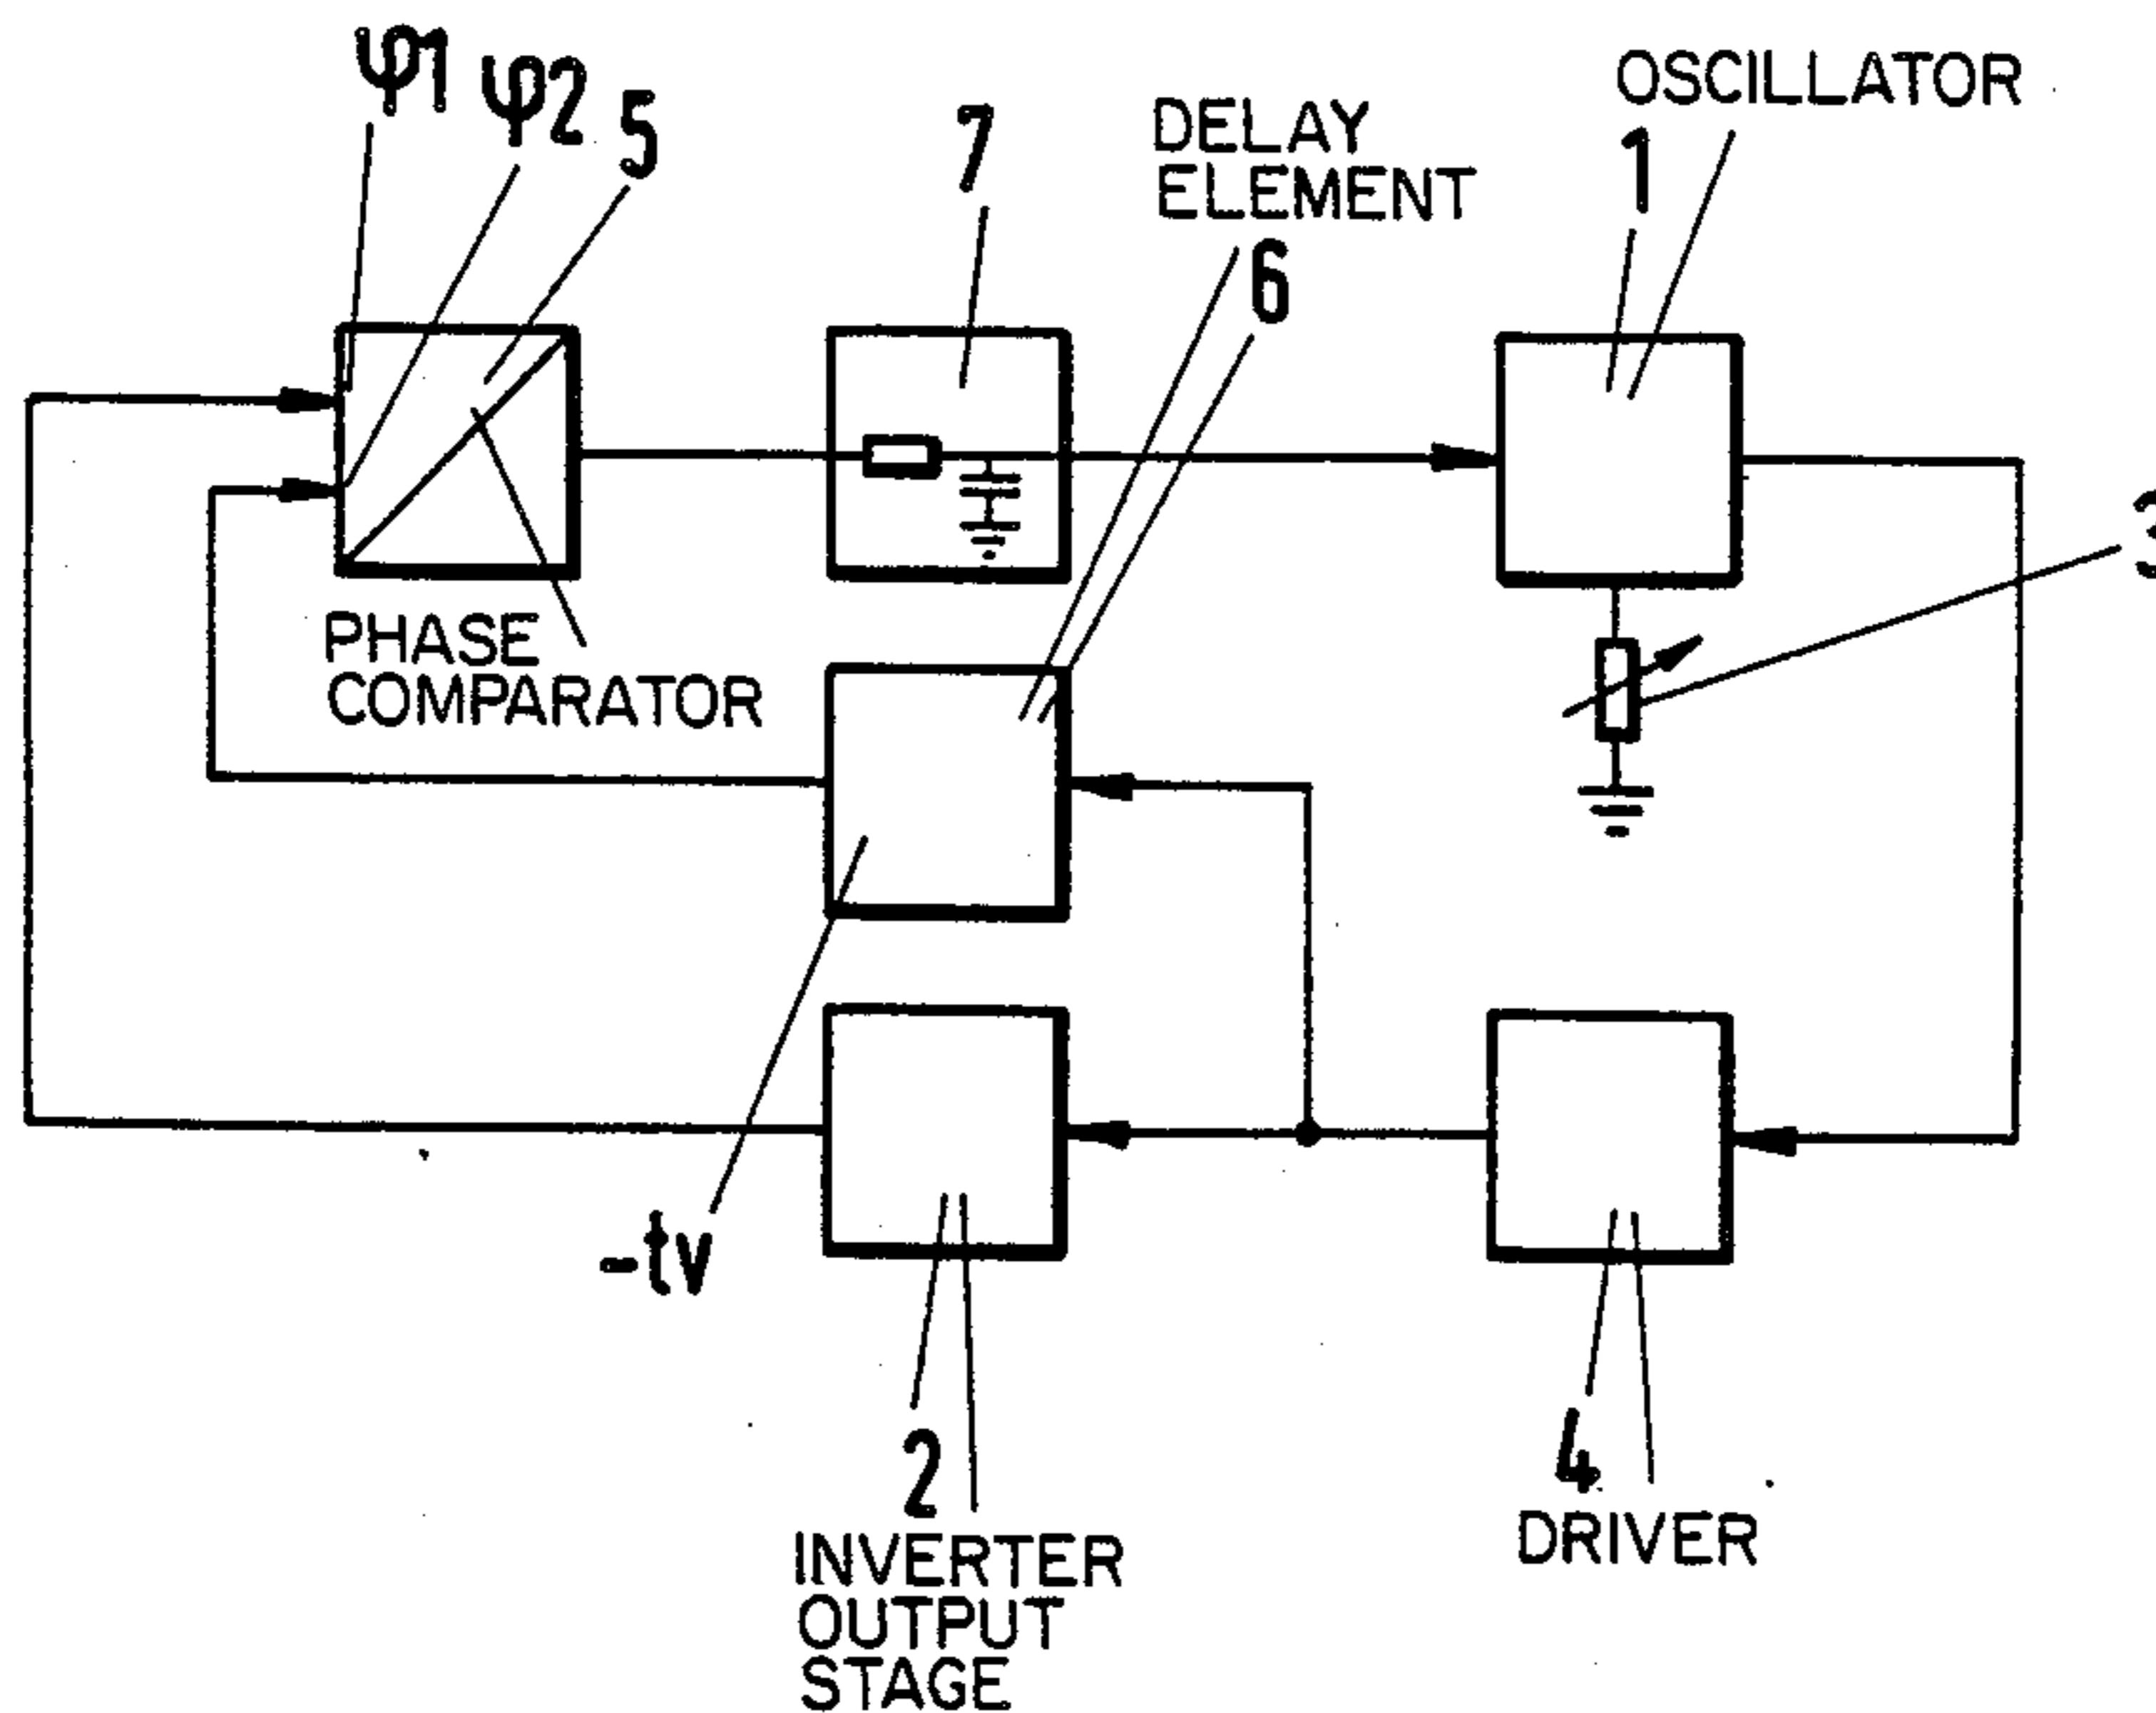 φ1
φ2
5
7
DELAY
ELEMENT
6
OSCILLATOR
1
3
PHASE
COMPARATOR
-tv
2
INVERTER
OUTPUT
STAGE
4
DRIVER